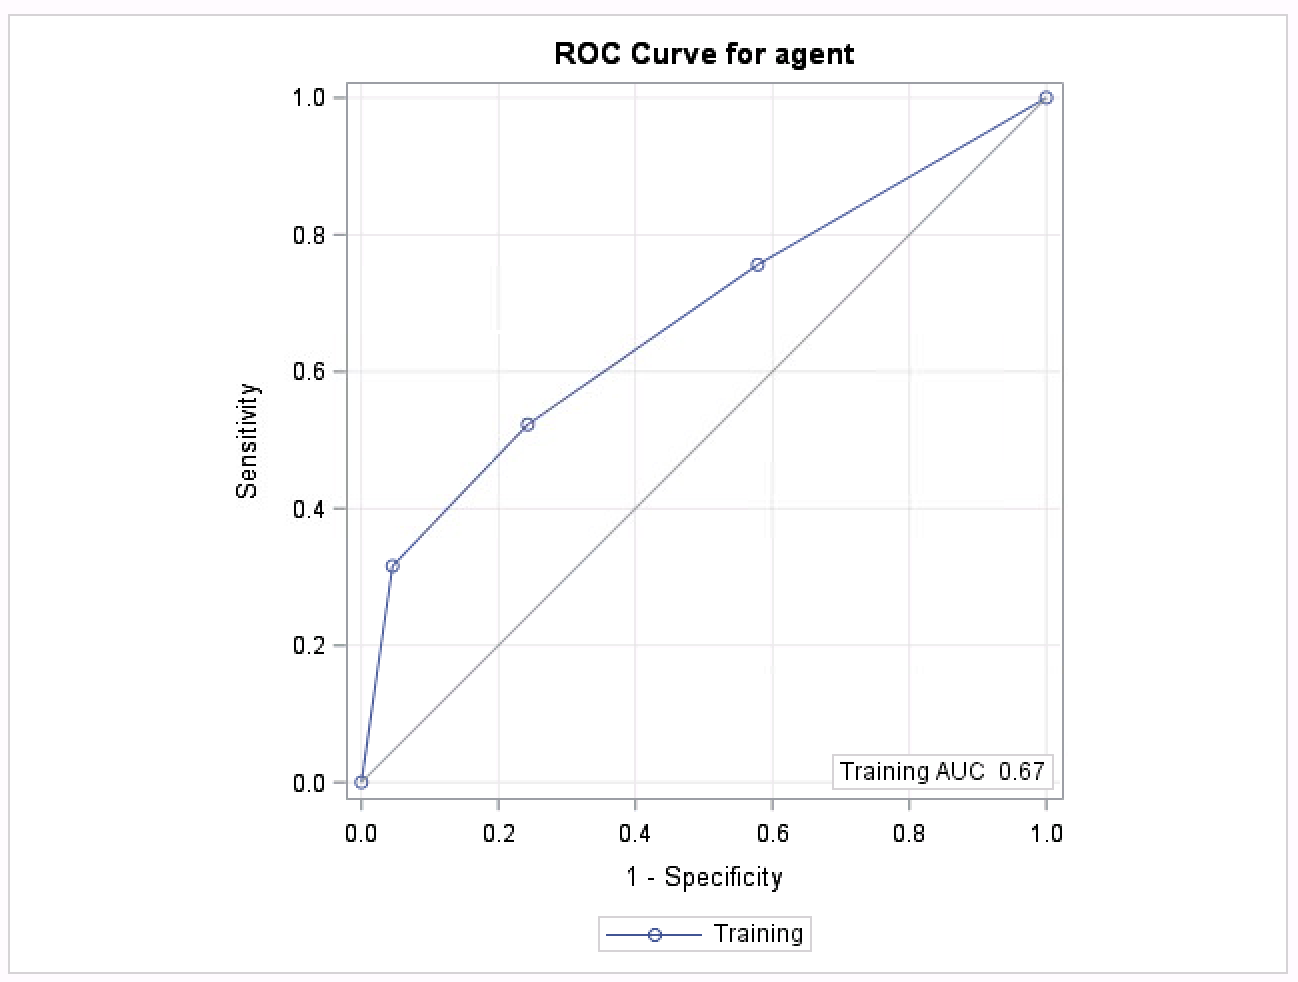 ROC Curve for agent
1.0
0.8
0.6
0.4
0.2
0.0
Sensitivity
Training AUC 0.67
0.0 0.2 0.4 0.6 0.8 1.0
1 - Specificity
Training